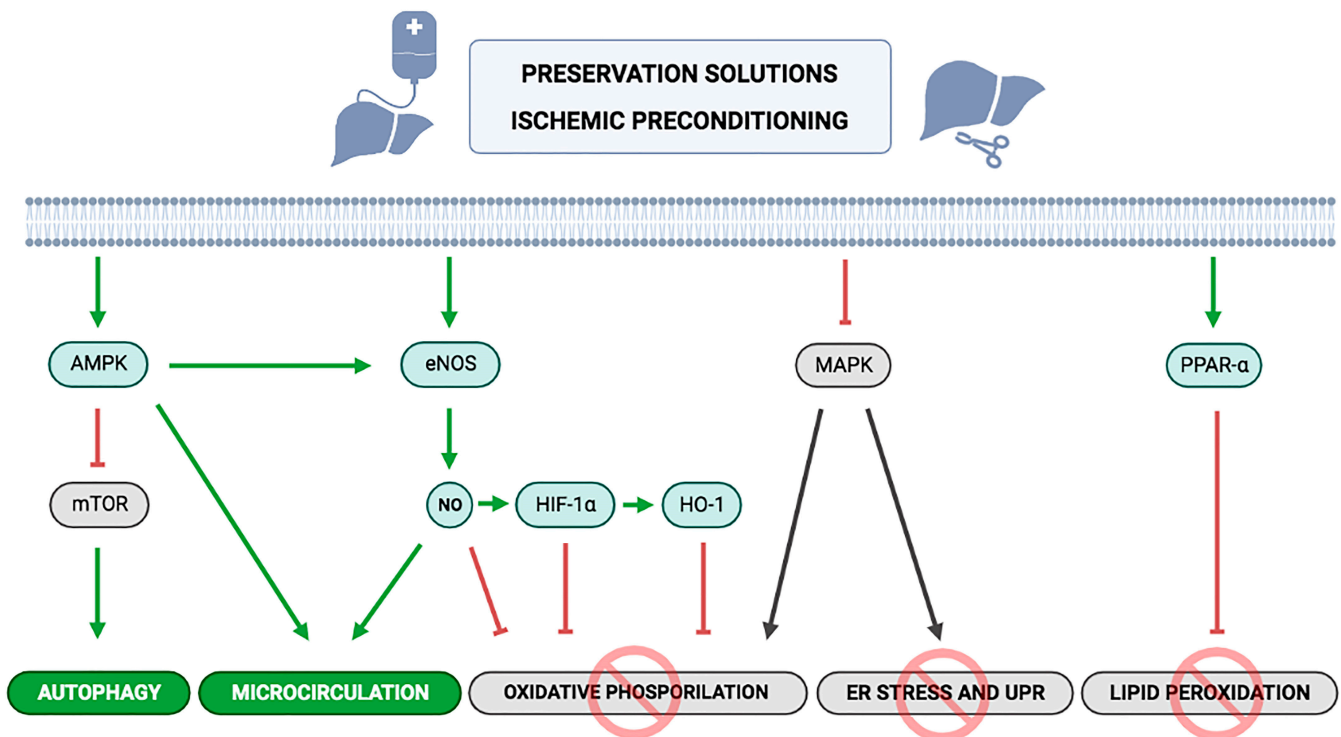 PRESERVATION SOLUTIONS
ISCHEMIC PRECONDITIONING
AMPK
eNOS
MAPK
PPAR-α
mTOR
NO
HIF-1α
HO-1
AUTOPHAGY
MICROCIRCULATION
OXIDATIVE PHOSPORILATION
ER STRESS AND UPR
LIPID PEROXIDATION